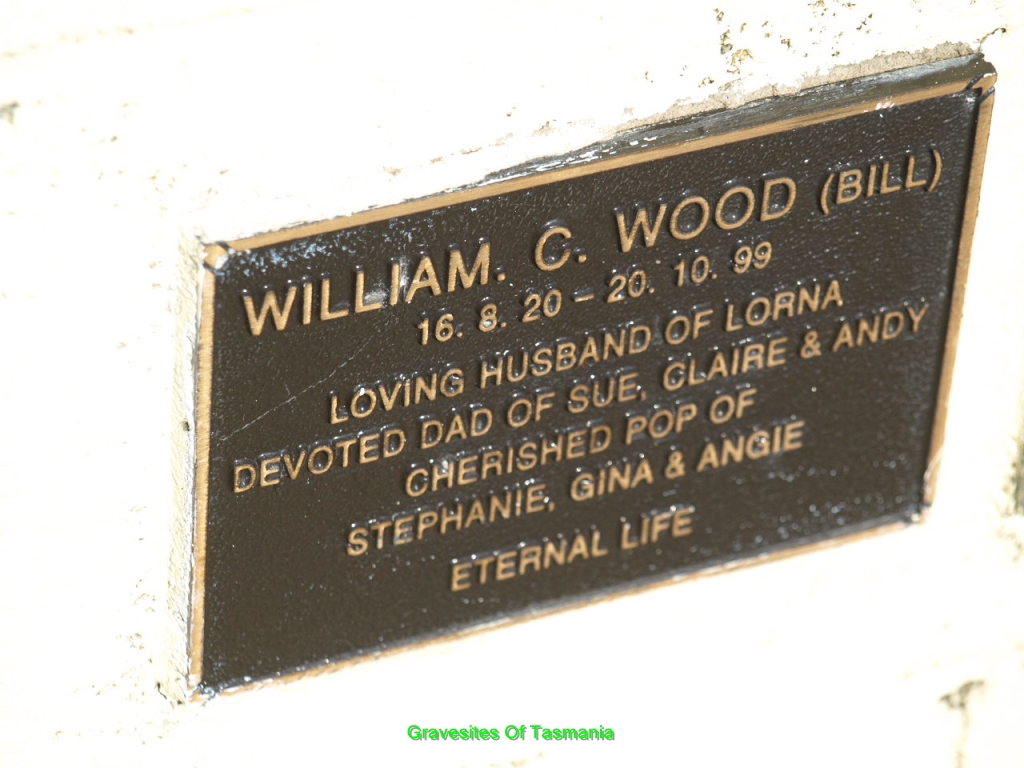 WILLIAM. C. WOOD (BILL)
16. 8. 20 – 20. 10. 99
LOVING HUSBAND OF LORNA
DEVOTED DAD OF SUE, CLAIRE & ANDY
CHERISHED POP OF
STEPHANIE, GINA & ANGIE
ETERNAL LIFE
Gravesites Of Tasmania